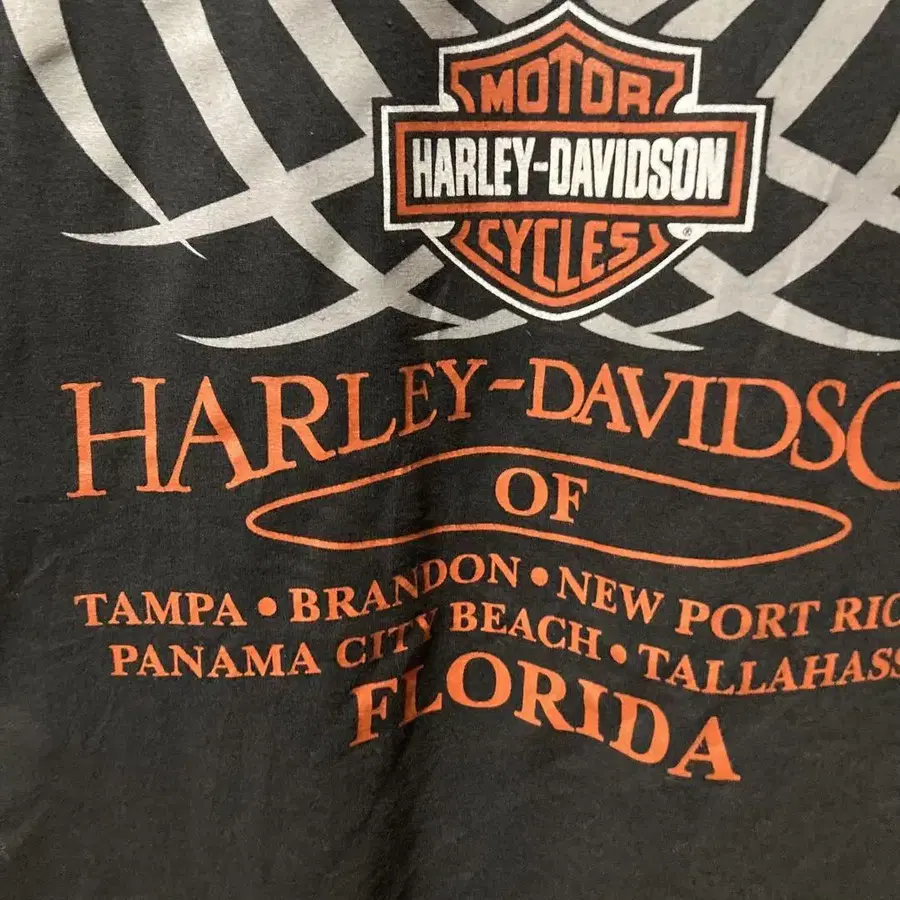 MOTOR
HARLEY-DAVIDSON
CYCLES
®
HARLEY-DAVIDSO
OF
TAMPA • BRANDON • NEW PORT RIC
PANAMA CITY BEACH • TALLAHASS
FLORIDA